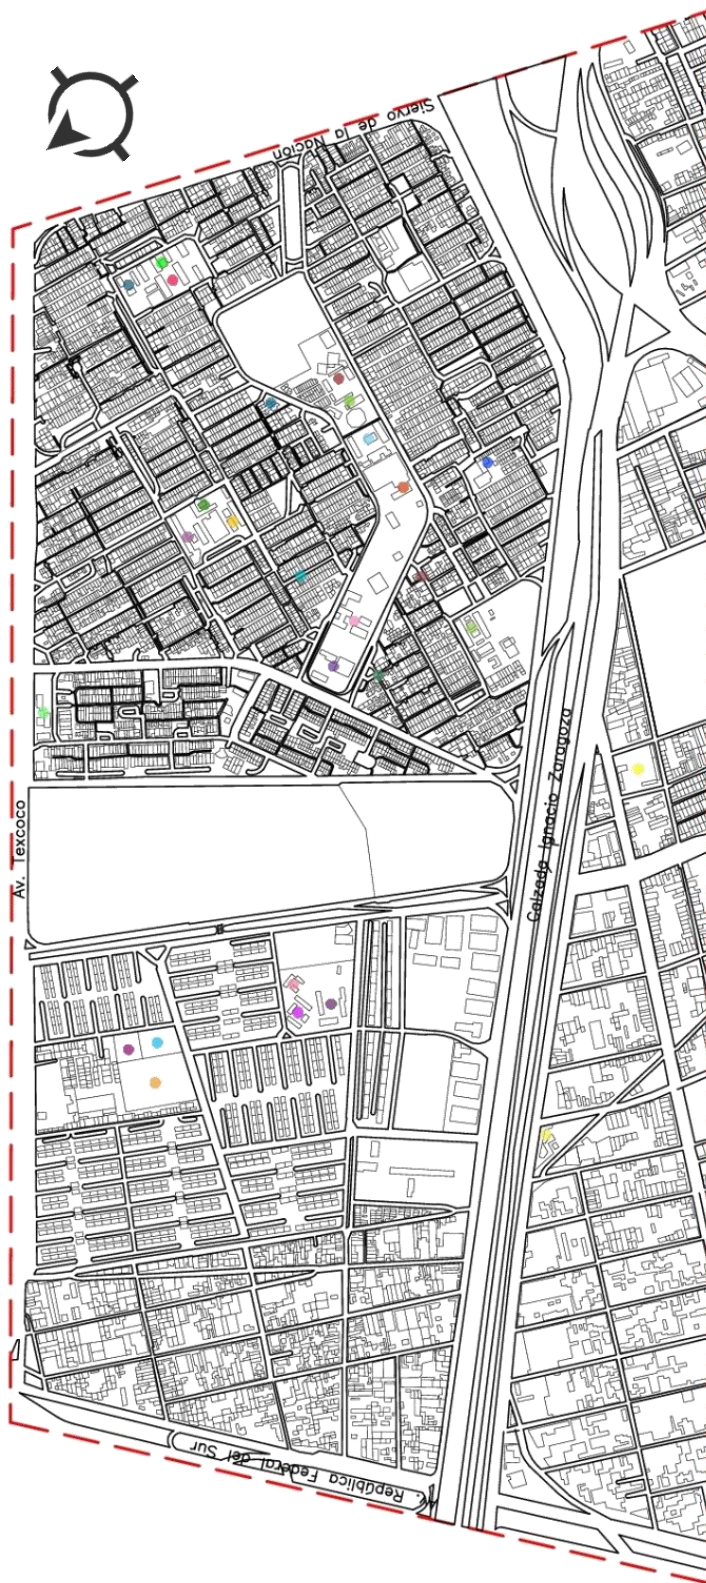 Siervo de la Nación
Av. Texcoco
Calzada Ignacio Zaragoza
Av. República Federal del Sur